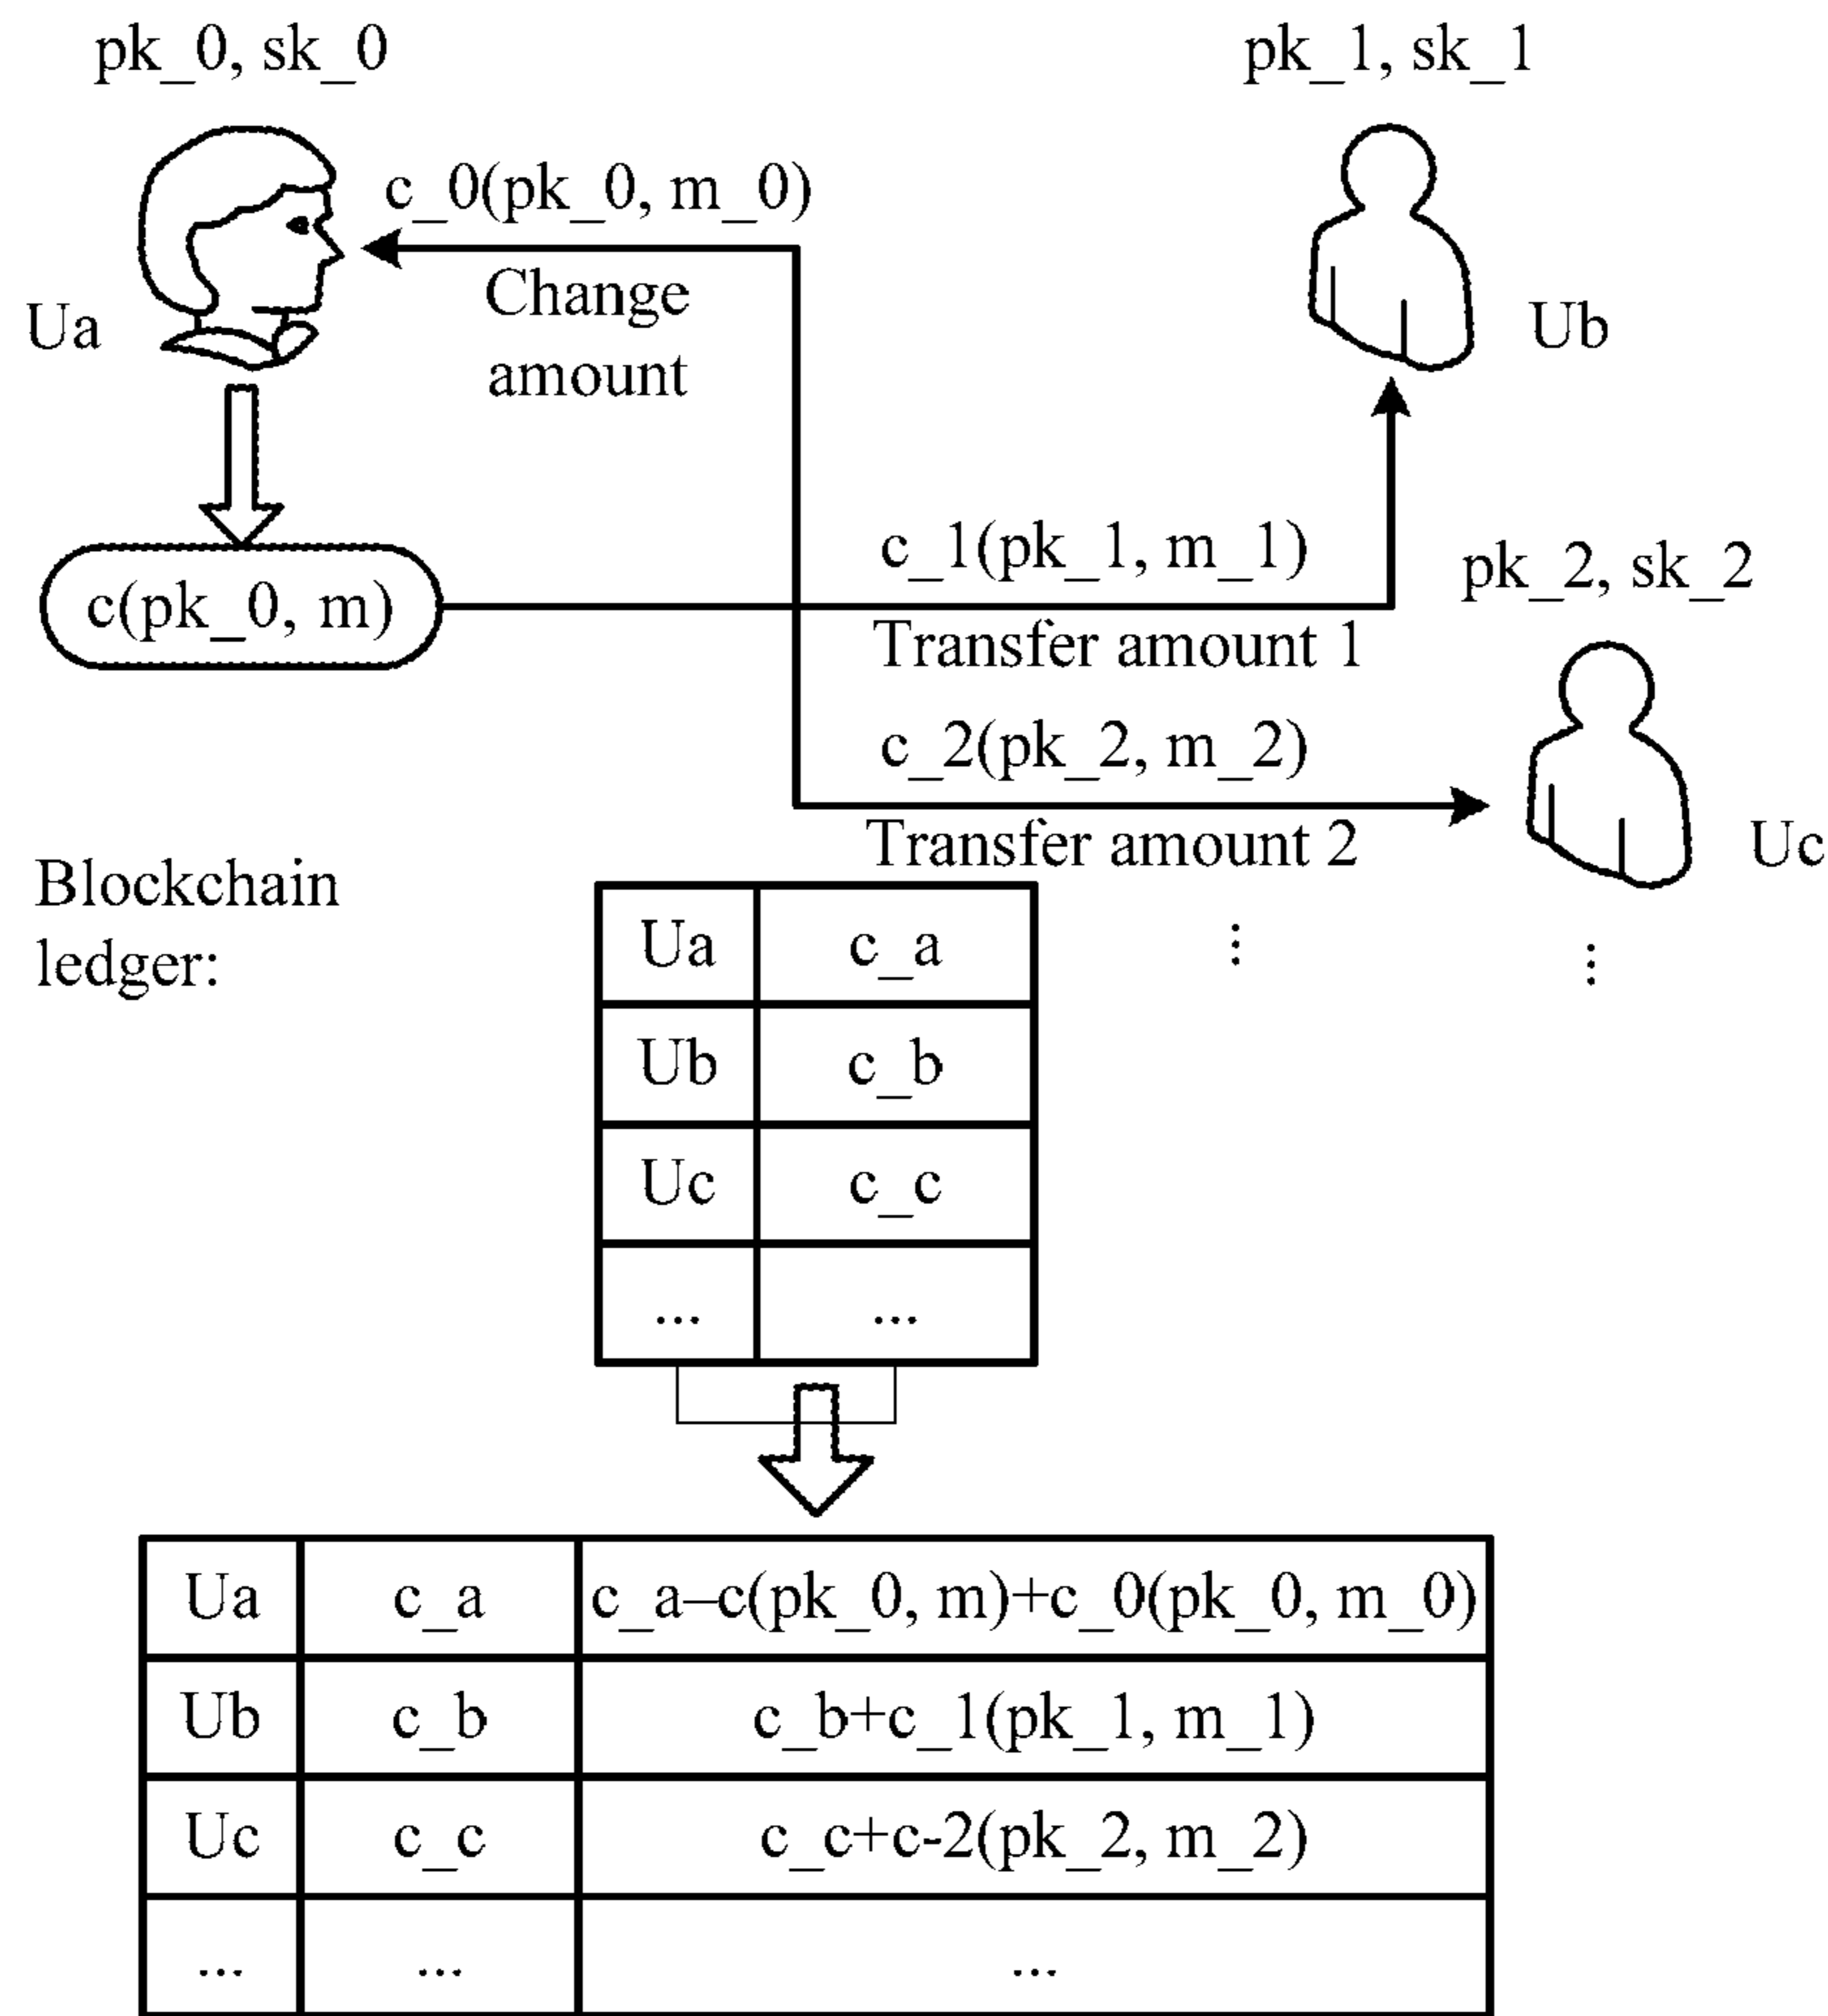 pk_0, sk_0
pk_1, sk_1
c_0(pk_0, m_0)
Change
amount
Ua
Ub
c(pk_0, m)
c_1(pk_1, m_1)
Transfer amount 1
pk_2, sk_2
c_2(pk_2, m_2)
Transfer amount 2
Uc
Blockchain
ledger:
Ua c_a
Ub c_b
Uc c_c
... ...
Ua c_a c_a–c(pk_0, m)+c_0(pk_0, m_0)
Ub c_b c_b+c_1(pk_1, m_1)
Uc c_c c_c+c-2(pk_2, m_2)
... ... ...